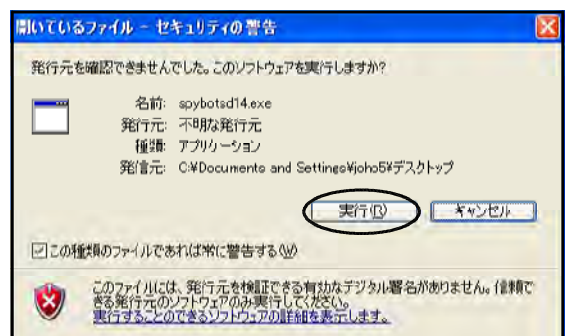 開いているファイル - セキュリティの警告
発行元を確認できませんでした。このソフトウェアを実行しますか?
名前: spybotsd14.exe
発行元: 不明な発行元
種類: アプリケーション
発信元: C:¥Documents and Settings¥joho5¥デスクトップ
実行(R) キャンセル
この種類のファイルであれば常に警告する(W)
このファイルには、発行元を検証できる有効なデジタル署名がありません。信頼で
きる発行元のソフトウェアのみ実行してください。
実行することのできるソフトウェアの詳細を表示します。